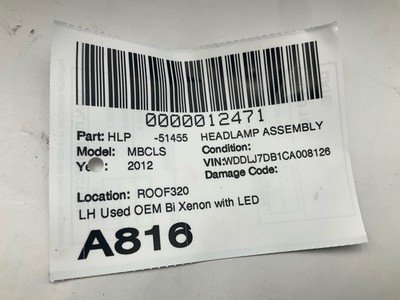 0000012471
Part: HLP -51455 HEADLAMP ASSEMBLY
Model: MBCLS Condition:
2012 VIN:WDDLJ7DB1CA008126
Damage Code:
Location: ROOF320
LH Used OEM Bi Xenon with LED
A816